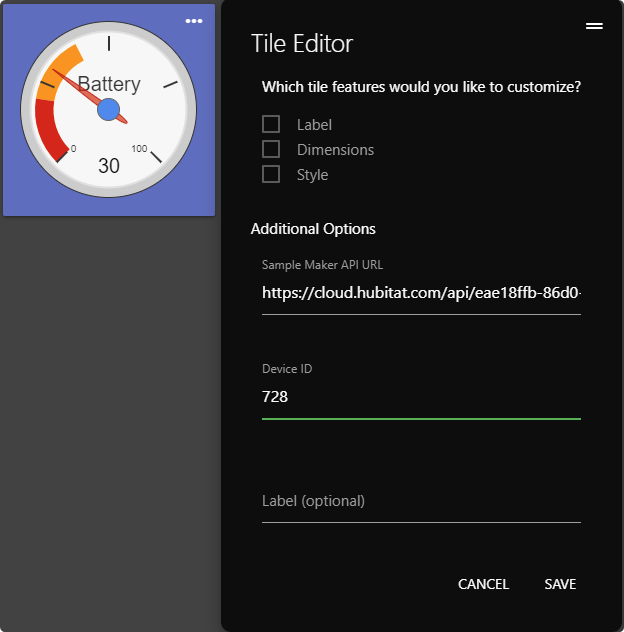 Battery
0
100
30
Tile Editor
Which tile features would you like to customize?
Label
Dimensions
Style
Additional Options
Sample Maker API URL
https://cloud.hubitat.com/api/eae18ffb-86d0-
Device ID
728
Label (optional)
CANCEL
SAVE